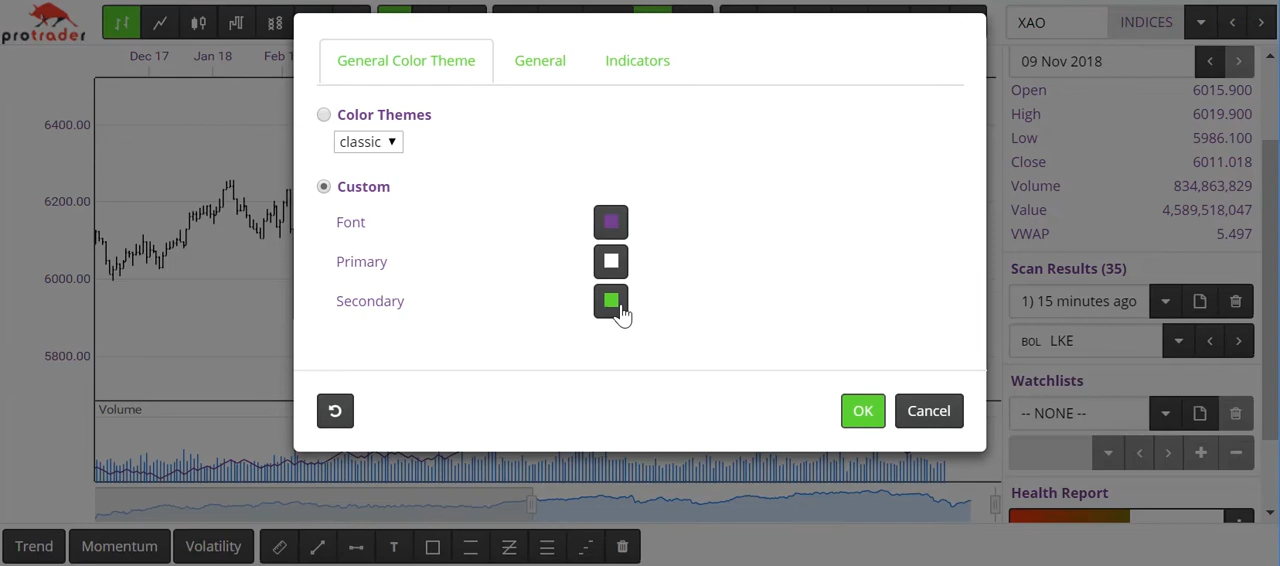 protrader
XAO
INDICES
Dec 17
Jan 18
Feb 1
6400.00
6200.00
6000.00
5800.00
Volume
General Color Theme
General
Indicators
Color Themes
classic
Custom
Font
Primary
Secondary
OK
Cancel
09 Nov 2018
Open 6015.900
High 6019.900
Low 5986.100
Close 6011.018
Volume 834,863,829
Value 4,589,518,047
VWAP 5.497
Scan Results (35)
1) 15 minutes ago
BOL LKE
Watchlists
-- NONE --
Health Report
Trend
Momentum
Volatility
T